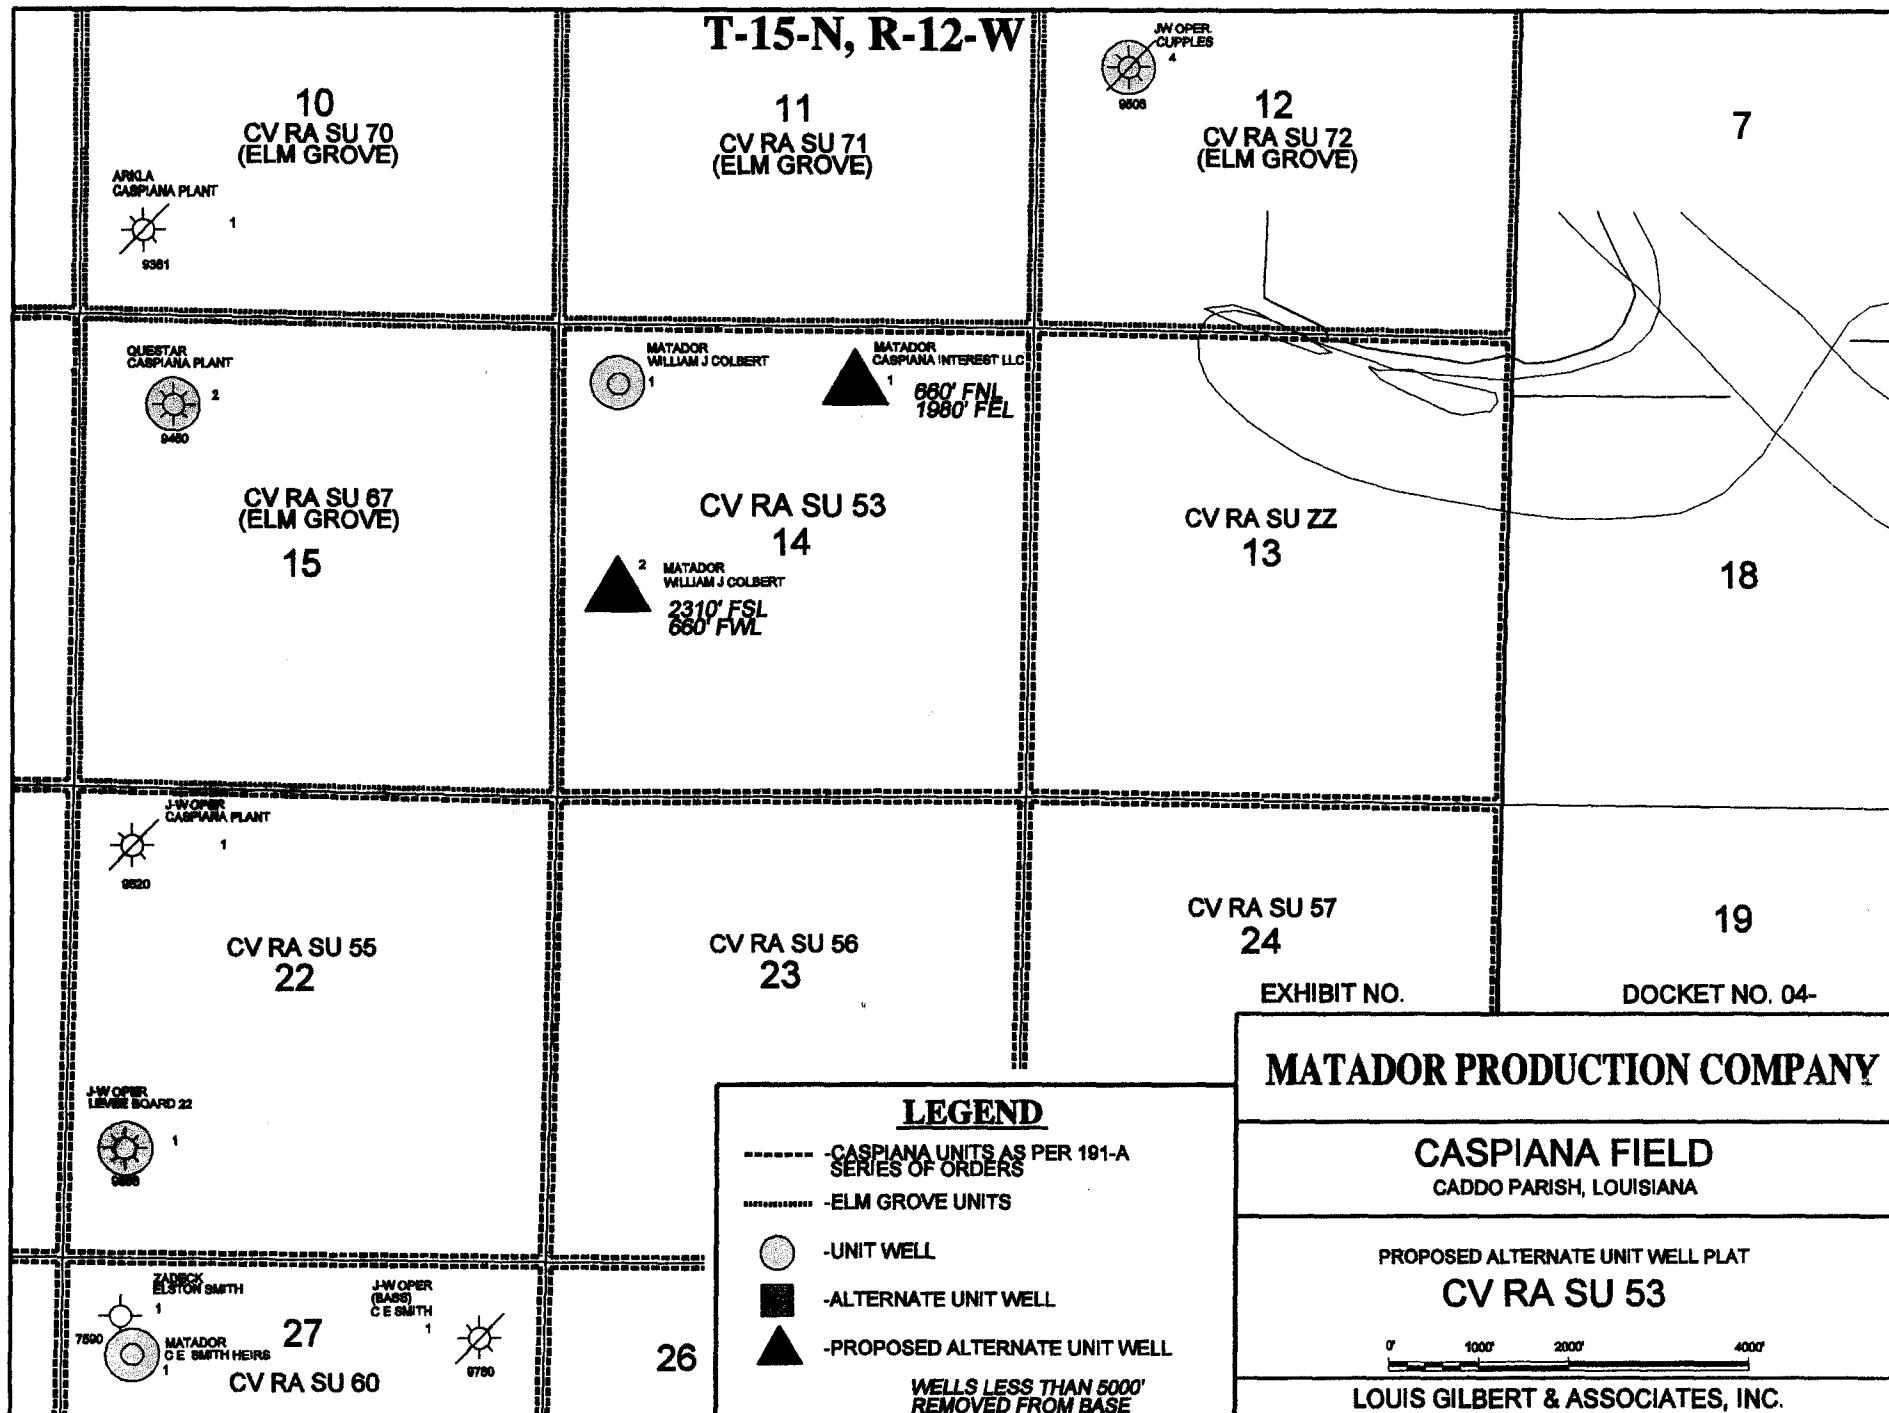 T-15-N, R-12-W
JW OPER.
CUPPLES
4
9506
10
CV RA SU 70
(ELM GROVE)
11
CV RA SU 71
(ELM GROVE)
12
CV RA SU 72
(ELM GROVE)
7
ARKLA
CASPIANA PLANT
1
9361
QUESTAR
CASPIANA PLANT
2
9460
MATADOR
WILLIAM J COLBERT
1
MATADOR
CASPIANA INTEREST LLC
1
660' FNL
1980' FEL
CV RA SU 67
(ELM GROVE)
15
CV RA SU 53
14
CV RA SU ZZ
13
18
2
MATADOR
WILLIAM J COLBERT
2310' FSL
660' FWL
J-W OPER
CASPIANA PLANT
1
9520
CV RA SU 55
22
CV RA SU 56
23
CV RA SU 57
24
19
EXHIBIT NO.
DOCKET NO. 04-
J-W OPER
LEVEE BOARD 22
1
LEGEND
-CASPIANA UNITS AS PER 191-A
SERIES OF ORDERS
-ELM GROVE UNITS
-UNIT WELL
-ALTERNATE UNIT WELL
-PROPOSED ALTERNATE UNIT WELL
WELLS LESS THAN 5000'
REMOVED FROM BASE
MATADOR PRODUCTION COMPANY
CASPIANA FIELD
CADDO PARISH, LOUISIANA
PROPOSED ALTERNATE UNIT WELL PLAT
CV RA SU 53
0' 1000' 2000' 4000'
LOUIS GILBERT & ASSOCIATES, INC.
ZADECK
ELSTON SMITH
1
7590
MATADOR
C E SMITH HEIRS
1
J-W OPER
(BASS)
C E SMITH
1
9780
27
CV RA SU 60
26